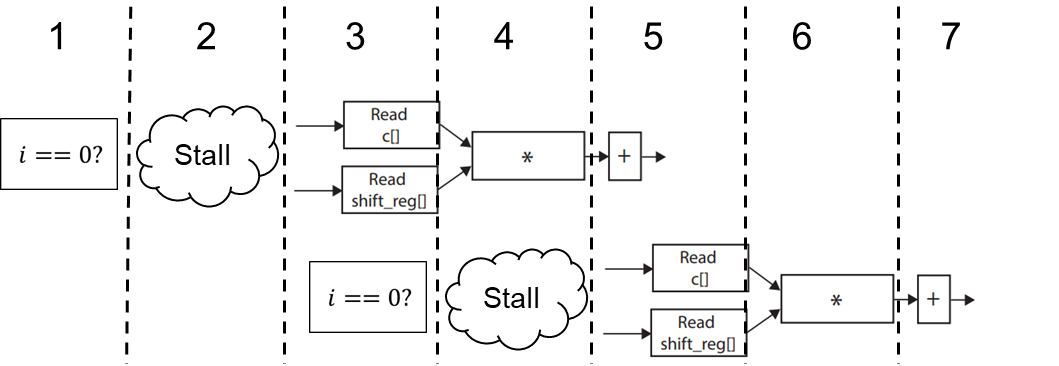 1 2 3 4 5 6 7
i == 0?
Stall
Read
c[]
*
+
Read
shift_reg[]
i == 0?
Stall
Read
c[]
*
+
Read
shift_reg[]